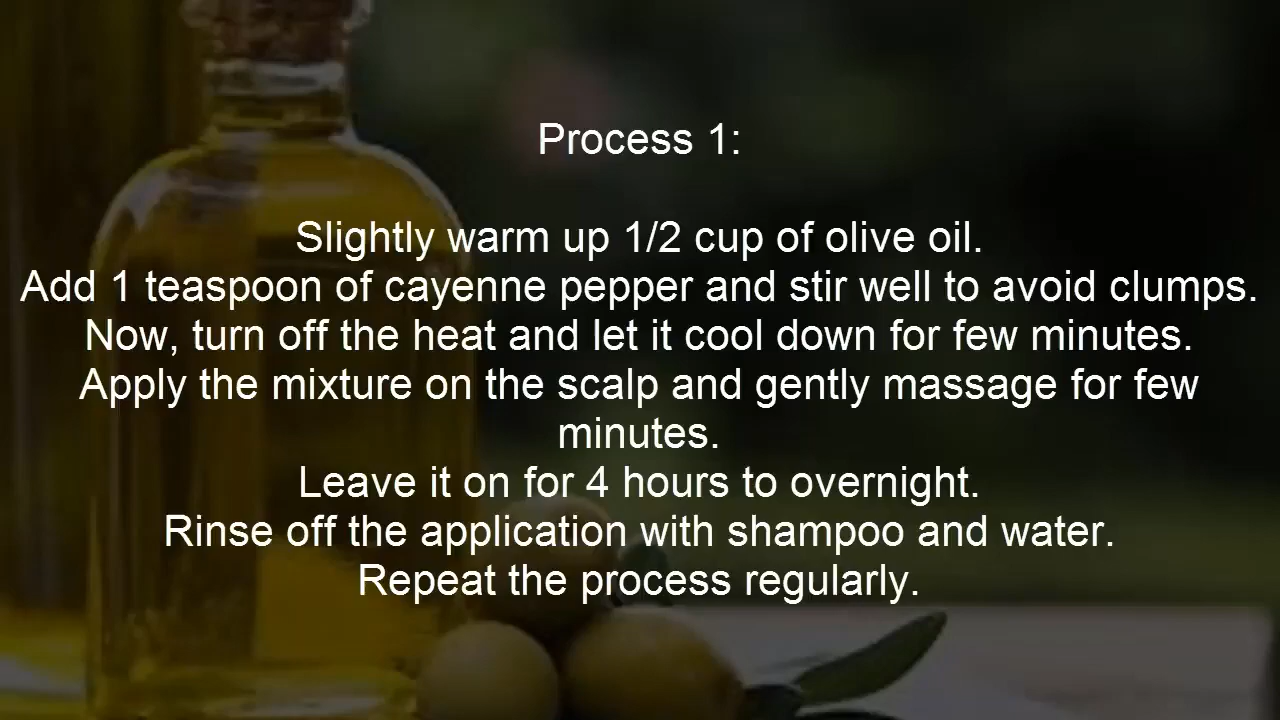 Process 1:
Slightly warm up 1/2 cup of olive oil.
Add 1 teaspoon of cayenne pepper and stir well to avoid clumps.
Now, turn off the heat and let it cool down for few minutes.
Apply the mixture on the scalp and gently massage for few
minutes.
Leave it on for 4 hours to overnight.
Rinse off the application with shampoo and water.
Repeat the process regularly.